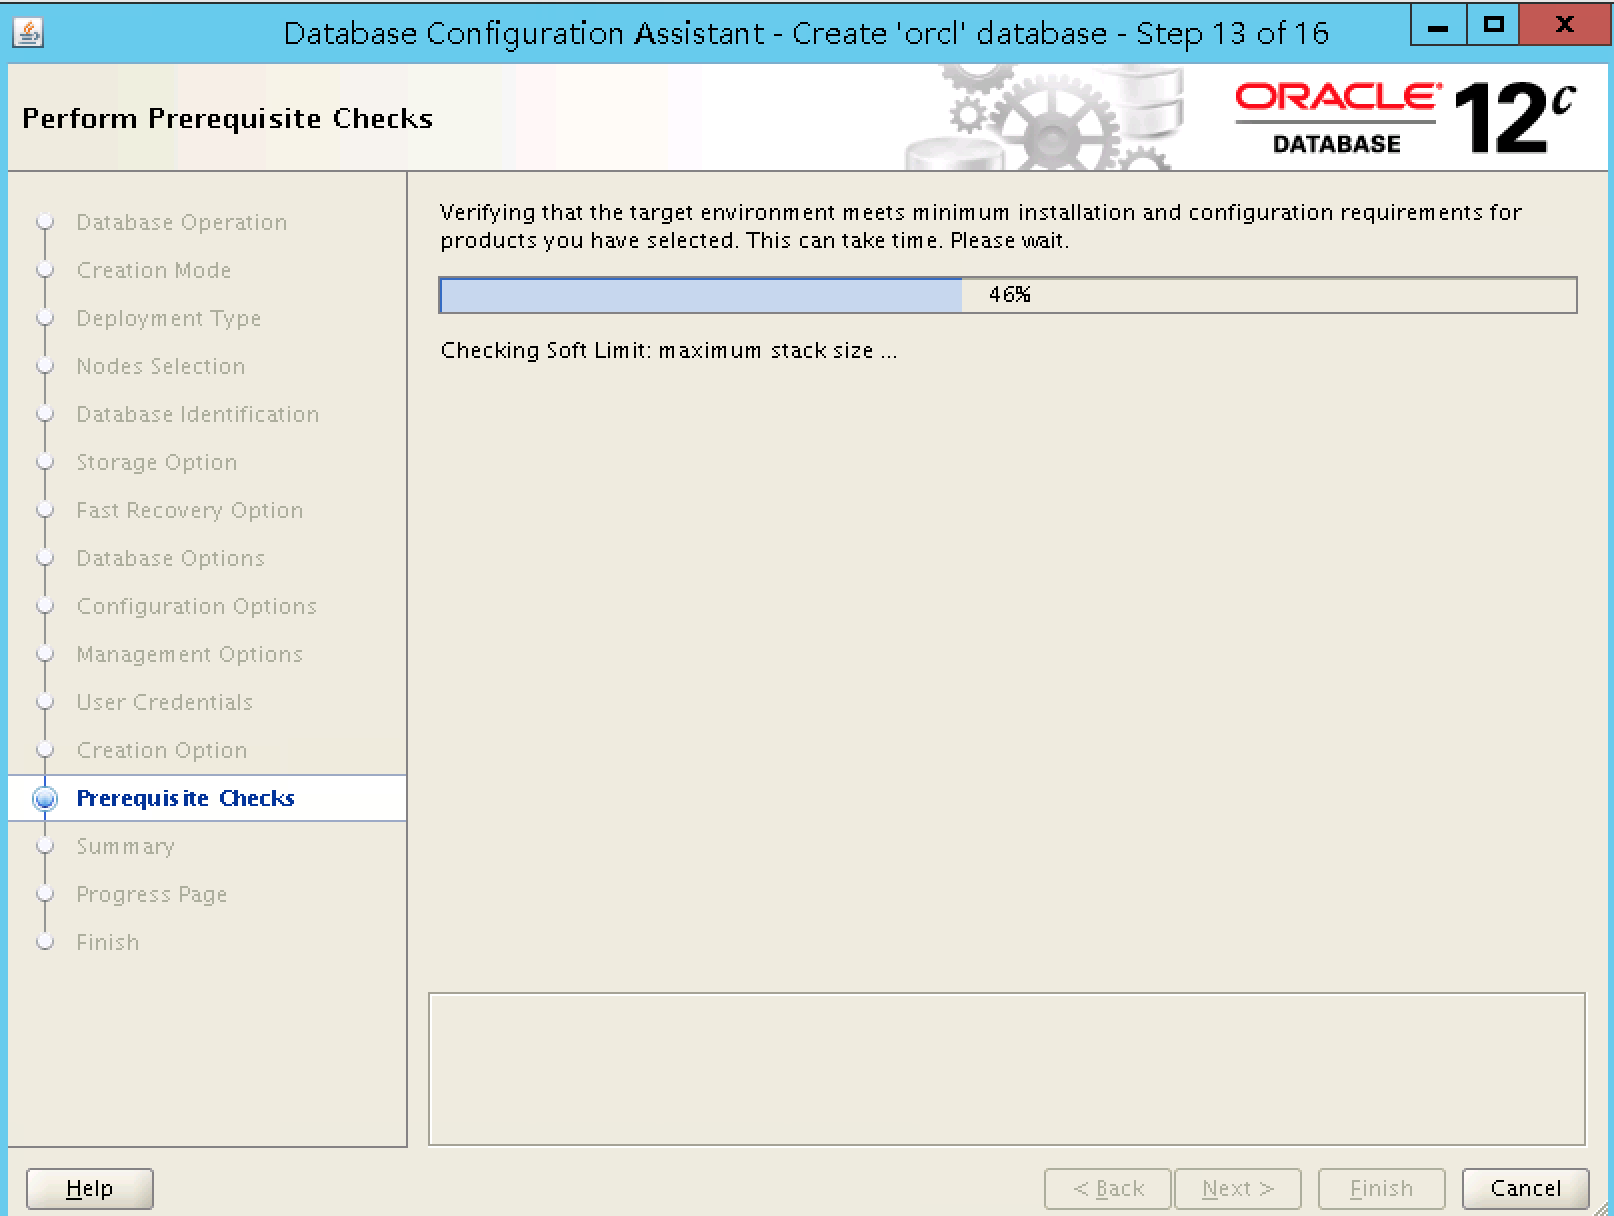 Database Configuration Assistant - Create 'orcl' database - Step 13 of 16
Perform Prerequisite Checks
ORACLE
DATABASE
12c
Database Operation
Creation Mode
Deployment Type
Nodes Selection
Database Identification
Storage Option
Fast Recovery Option
Database Options
Configuration Options
Management Options
User Credentials
Creation Option
Prerequisite Checks
Summary
Progress Page
Finish
Verifying that the target environment meets minimum installation and configuration requirements for
products you have selected. This can take time. Please wait.
46%
Checking Soft Limit: maximum stack size ...
Help
< Back
Next >
Finish
Cancel